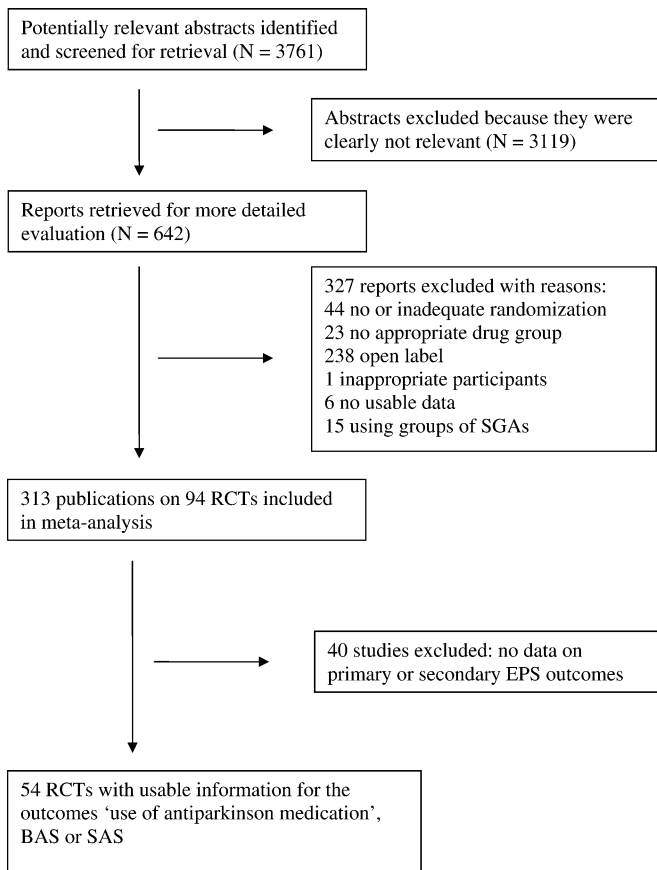 Potentially relevant abstracts identified
and screened for retrieval (N = 3761)
Abstracts excluded because they were
clearly not relevant (N = 3119)
Reports retrieved for more detailed
evaluation (N = 642)
327 reports excluded with reasons:
44 no or inadequate randomization
23 no appropriate drug group
238 open label
1 inappropriate participants
6 no usable data
15 using groups of SGAs
313 publications on 94 RCTs included
in meta-analysis
40 studies excluded: no data on
primary or secondary EPS outcomes
54 RCTs with usable information for the
outcomes ‘use of antiparkinson medication’,
BAS or SAS